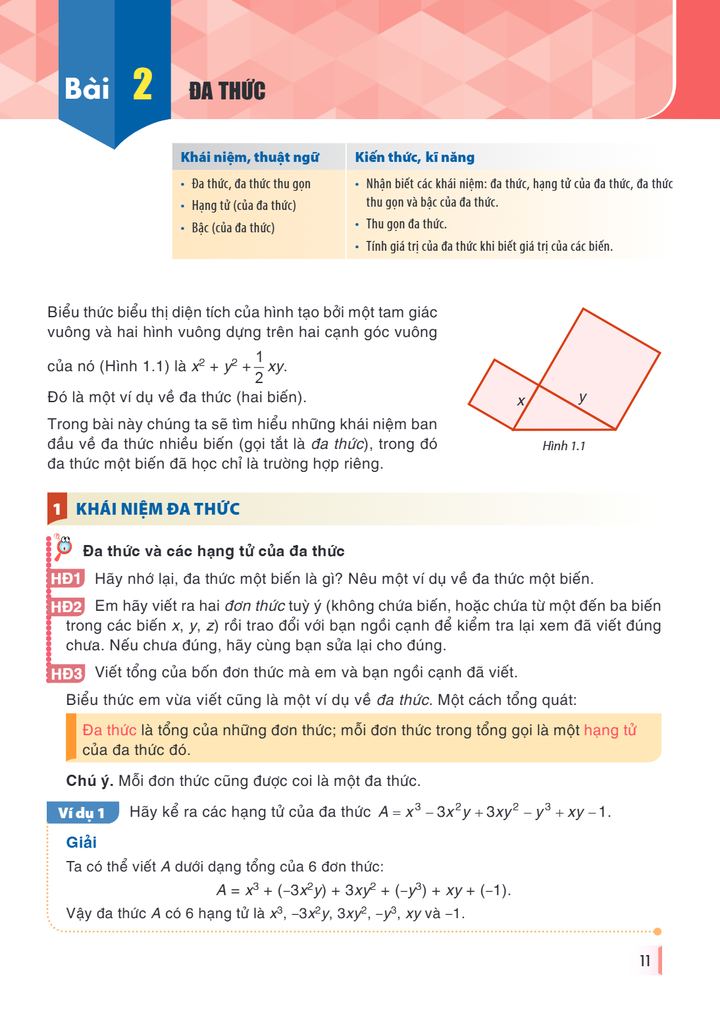 Bài 2 ĐA THỨC
Khái niệm, thuật ngữ
• Đa thức, đa thức thu gọn
• Hạng tử (của đa thức)
• Bậc (của đa thức)
Kiến thức, kĩ năng
• Nhận biết các khái niệm: đa thức, hạng tử của đa thức, đa thức
thu gọn và bậc của đa thức.
• Thu gọn đa thức.
• Tính giá trị của đa thức khi biết giá trị của các biến.
Biểu thức biểu thị diện tích của hình tạo bởi một tam giác
vuông và hai hình vuông dựng trên hai cạnh góc vuông
của nó (Hình 1.1) là x² + y² + 1/2 xy.
Đó là một ví dụ về đa thức (hai biến).
Trong bài này chúng ta sẽ tìm hiểu những khái niệm ban
đầu về đa thức nhiều biến (gọi tắt là đa thức), trong đó
đa thức một biến đã học chỉ là trường hợp riêng.
x y
Hình 1.1
1 KHÁI NIỆM ĐA THỨC
Đa thức và các hạng tử của đa thức
HĐ1 Hãy nhớ lại, đa thức một biến là gì? Nêu một ví dụ về đa thức một biến.
HĐ2 Em hãy viết ra hai đơn thức tuỳ ý (không chứa biến, hoặc chứa từ một đến ba biến
trong các biến x, y, z) rồi trao đổi với bạn ngồi cạnh để kiểm tra lại xem đã viết đúng
chưa. Nếu chưa đúng, hãy cùng bạn sửa lại cho đúng.
HĐ3 Viết tổng của bốn đơn thức mà em và bạn ngồi cạnh đã viết.
Biểu thức em vừa viết cũng là một ví dụ về đa thức. Một cách tổng quát:
Đa thức là tổng của những đơn thức; mỗi đơn thức trong tổng gọi là một hạng tử
của đa thức đó.
Chú ý. Mỗi đơn thức cũng được coi là một đa thức.
Ví dụ 1 Hãy kể ra các hạng tử của đa thức A = x³ − 3x²y + 3xy² − y³ + xy − 1.
Giải
Ta có thể viết A dưới dạng tổng của 6 đơn thức:
A = x³ + (−3x²y) + 3xy² + (−y³) + xy + (−1).
Vậy đa thức A có 6 hạng tử là x³, −3x²y, 3xy², −y³, xy và −1.
11